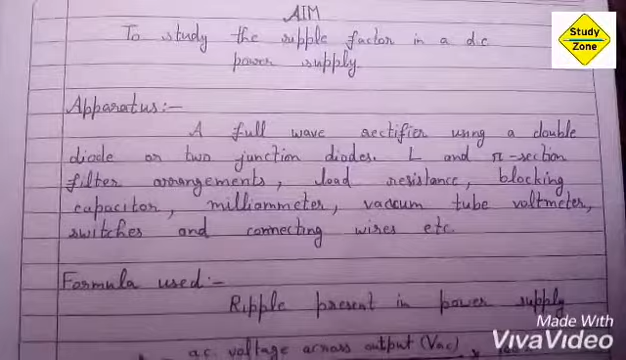 AIM
To study the ripple factor in a d.c
power supply.
Study
Zone
Apparatus:-
A full wave rectifier using a double
diode or two junction diodes. L and π-section
filter arrangements, load resistance, blocking
capacitor, milliammeter, vaccum tube voltmeter,
switches and connecting wires etc
Formula used:-
Ripple present in power supply
a.c. voltage across output (Vac)
Made With
VivaVideo